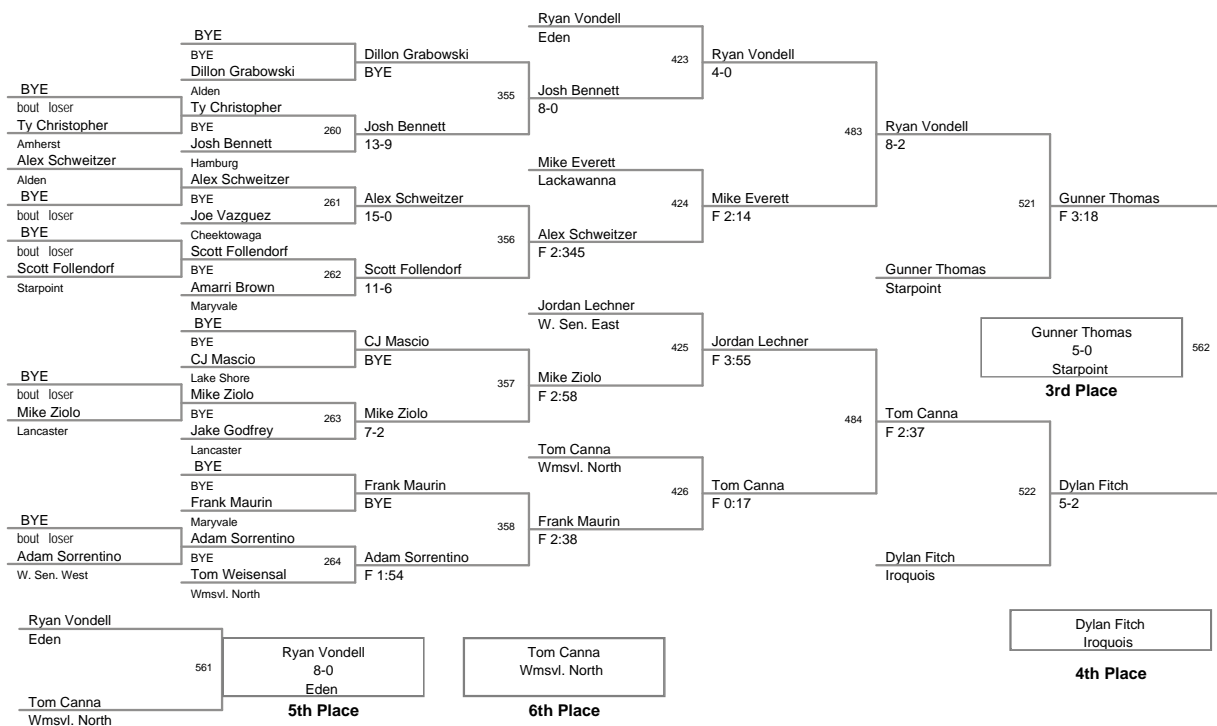 BYE
bout loser
Ty Christopher
Amherst
Alex Schweitzer
Alden
BYE
bout loser
BYE
bout loser
Scott Follendorf
Starpoint
BYE
bout loser
Mike Ziolo
Lancaster
BYE
bout loser
Adam Sorrentino
W. Sen. West
BYE
BYE
Dillon Grabowski
Alden
Ty Christopher
BYE
260
Josh Bennett
Hamburg
Alex Schweitzer
BYE
261
Joe Vazguez
Cheektowaga
Scott Follendorf
BYE
262
Amarri Brown
Maryvale
BYE
BYE
CJ Mascio
Lake Shore
Mike Ziolo
BYE
263
Jake Godfrey
Lancaster
BYE
BYE
Frank Maurin
Maryvale
Adam Sorrentino
BYE
264
Tom Weisensal
Wmsvl. North
Dillon Grabowski
BYE
355
Josh Bennett
13-9
Alex Schweitzer
15-0
356
Scott Follendorf
11-6
CJ Mascio
BYE
357
Mike Ziolo
7-2
Frank Maurin
BYE
358
Adam Sorrentino
F 1:54
Ryan Vondell
Eden
423
Josh Bennett
8-0
Mike Everett
Lackawanna
424
Alex Schweitzer
F 2:345
Jordan Lechner
W. Sen. East
425
Mike Ziolo
F 2:58
Tom Canna
Wmsvl. North
426
Frank Maurin
F 2:38
Ryan Vondell
4-0
483
Mike Everett
F 2:14
Jordan Lechner
F 3:55
484
Tom Canna
F 0:17
Ryan Vondell
8-2
521
Gunner Thomas
Starpoint
Tom Canna
F 2:37
522
Dylan Fitch
Iroquois
Gunner Thomas
F 3:18
Gunner Thomas
5-0
Starpoint
562
3rd Place
Dylan Fitch
5-2
Dylan Fitch
Iroquois
4th Place
Ryan Vondell
Eden
561
Tom Canna
Wmsvl. North
Ryan Vondell
8-0
Eden
5th Place
Tom Canna
Wmsvl. North
6th Place